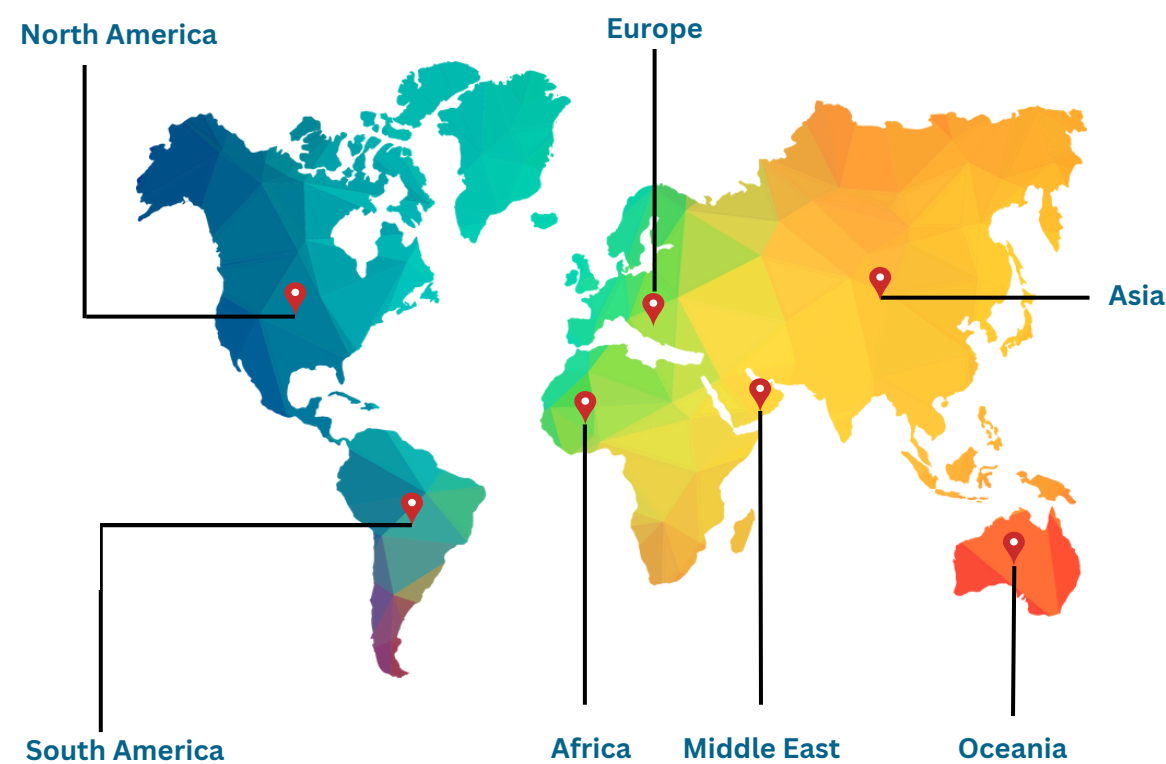 North America
Europe
Asia
South America
Africa
Middle East
Oceania